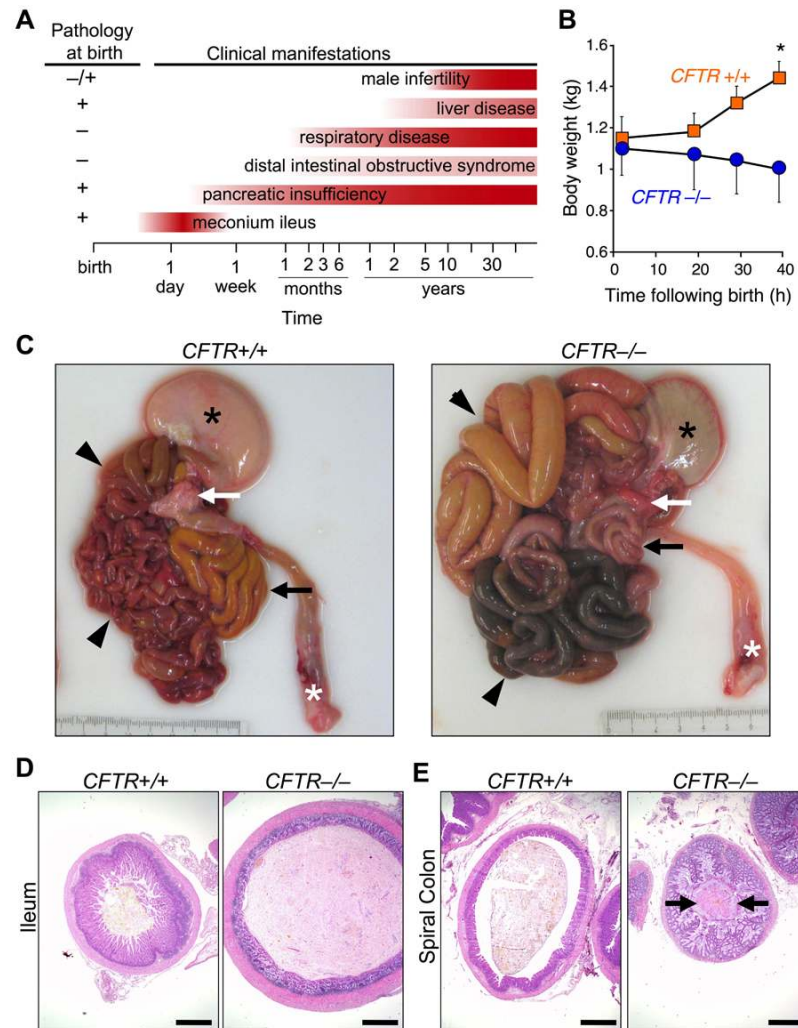 A
Pathology
at birth
Clinical manifestations
–/+
male infertility
+
liver disease
–
respiratory disease
–
distal intestinal obstructive syndrome
+
pancreatic insufficiency
+
meconium ileus
birth
1
day
1
week
1 2 3 6
months
1 2 5 10 30
years
Time
B
1.6
1.4
1.2
1
0.8
0.6
Body weight (kg)
*
CFTR +/+
CFTR –/–
0 10 20 30 40
Time following birth (h)
C
CFTR+/+
CFTR–/–
*
*
*
*
D
CFTR+/+
CFTR–/–
Ileum
E
CFTR+/+
CFTR–/–
Spiral Colon